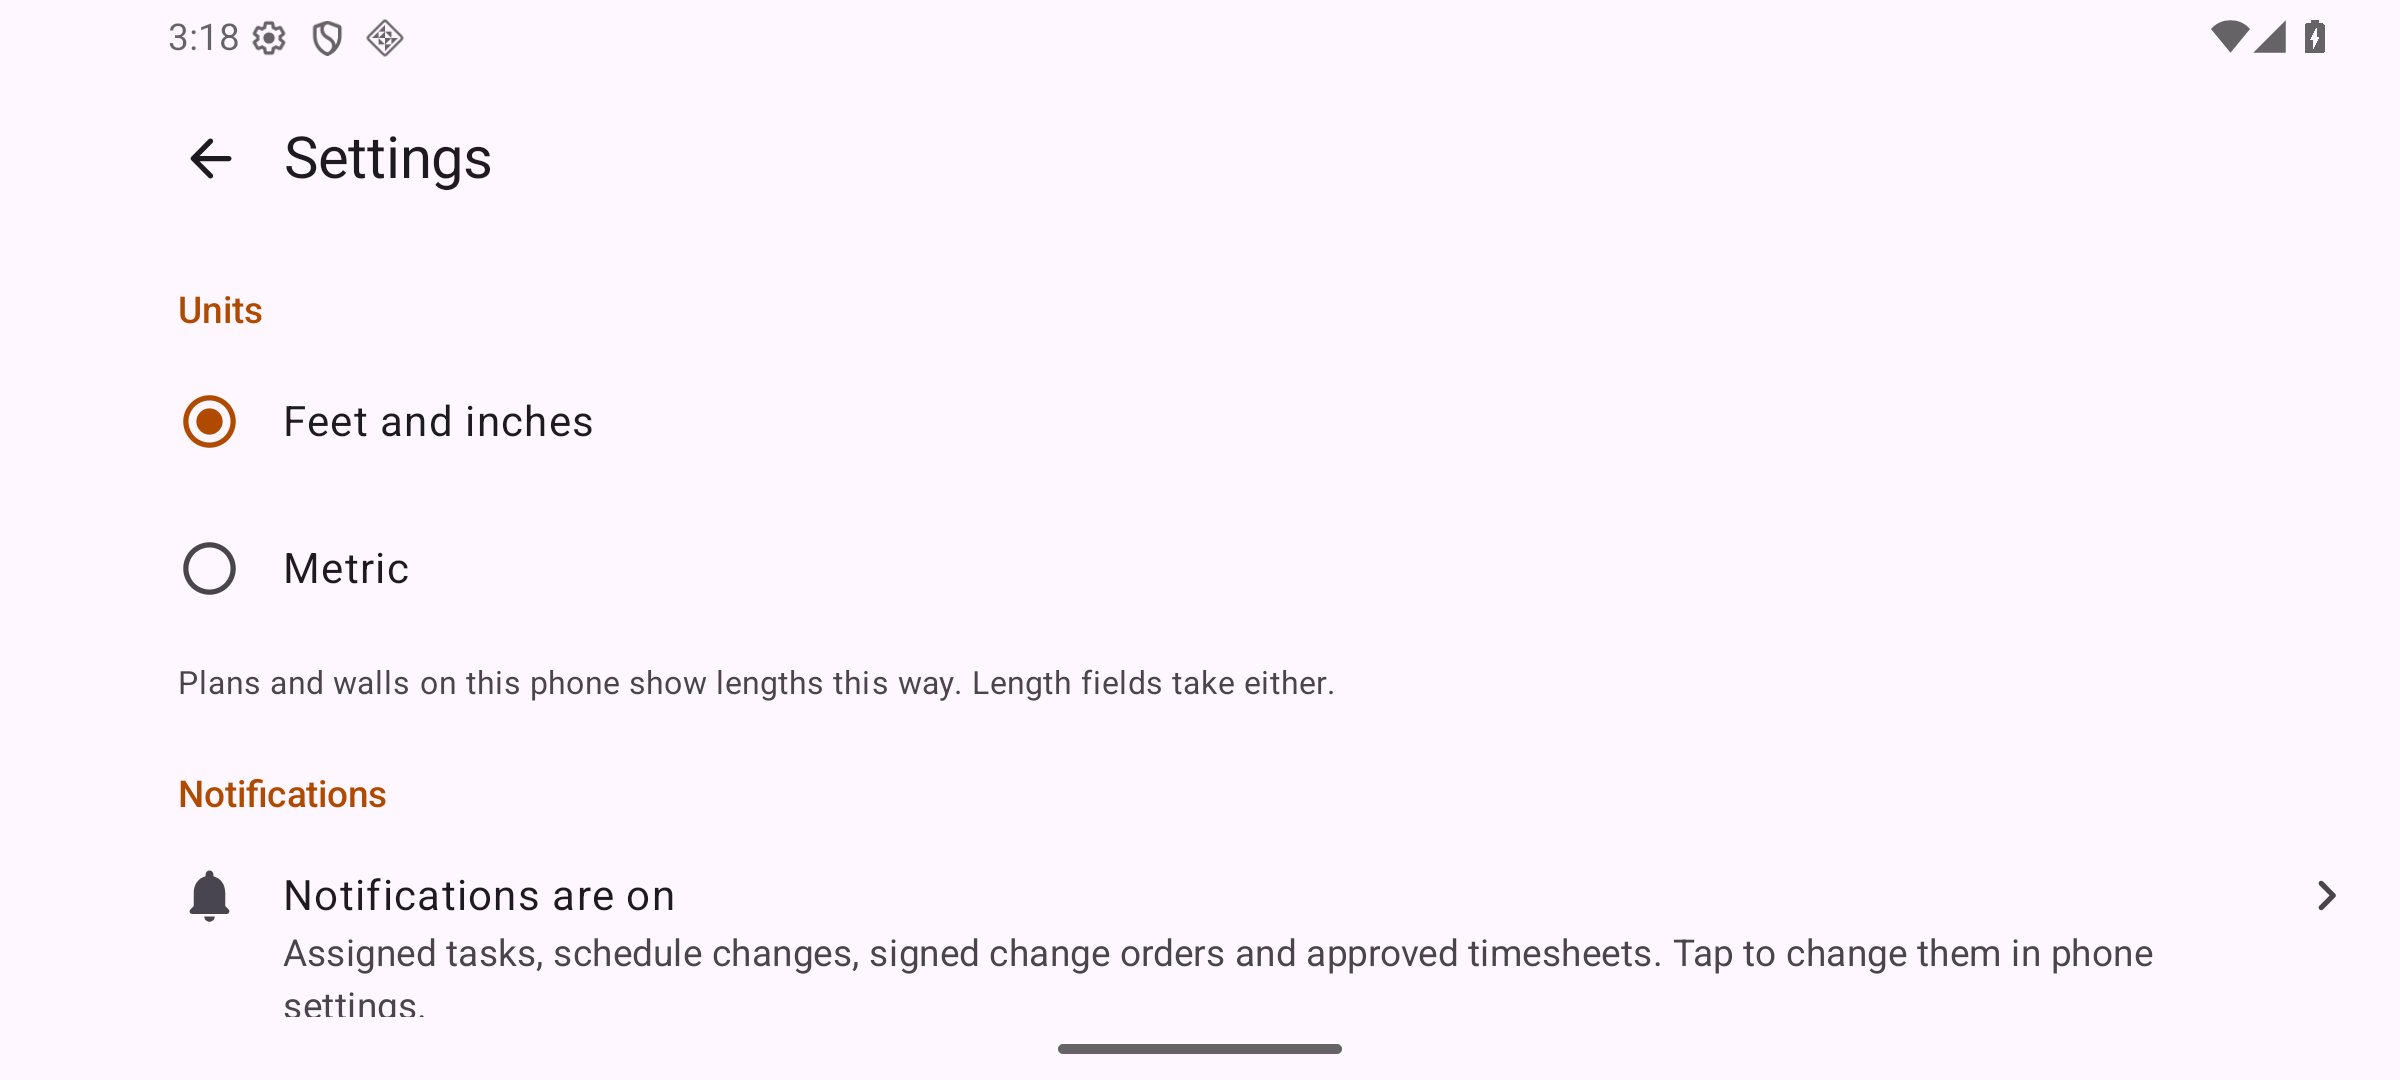 3:18
Settings
Units
Feet and inches
Metric
Plans and walls on this phone show lengths this way. Length fields take either.
Notifications
Notifications are on
Assigned tasks, schedule changes, signed change orders and approved timesheets. Tap to change them in phone
settings.